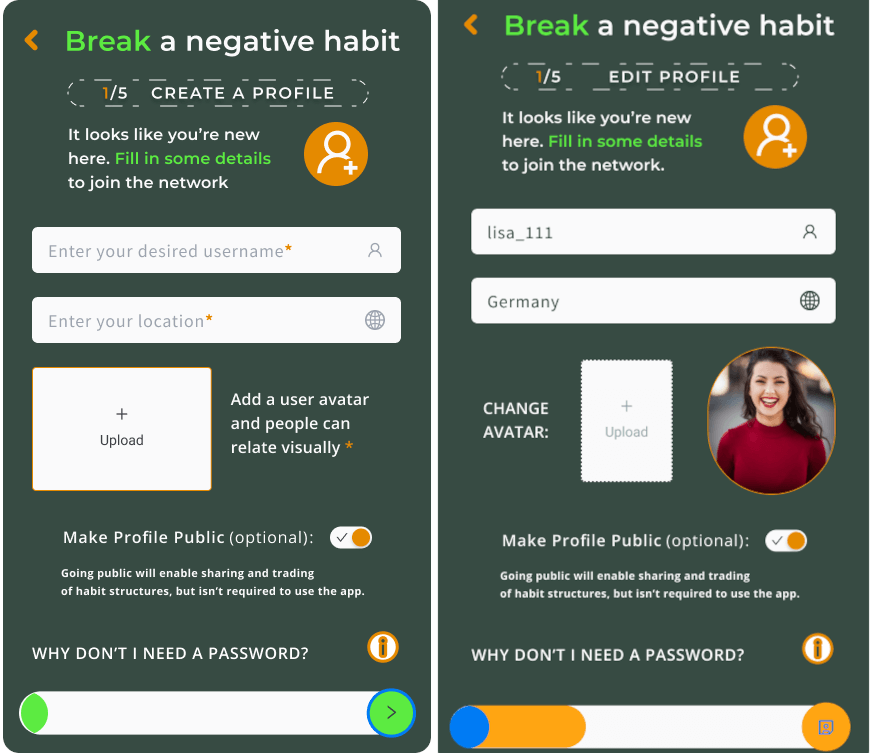 Break a negative habit
1/5 CREATE A PROFILE
It looks like you're new
here. Fill in some details
to join the network
Enter your desired username*
Enter your location*
+
Upload
Add a user avatar
and people can
relate visually *
Make Profile Public (optional):
Going public will enable sharing and trading
of habit structures, but isn't required to use the app.
WHY DON'T I NEED A PASSWORD?
Break a negative habit
1/5 EDIT PROFILE
It looks like you're new
here. Fill in some details
to join the network.
lisa_111
Germany
CHANGE
AVATAR:
+
Upload
Make Profile Public (optional):
Going public will enable sharing and trading
of habit structures, but isn't required to use the app.
WHY DON'T I NEED A PASSWORD?